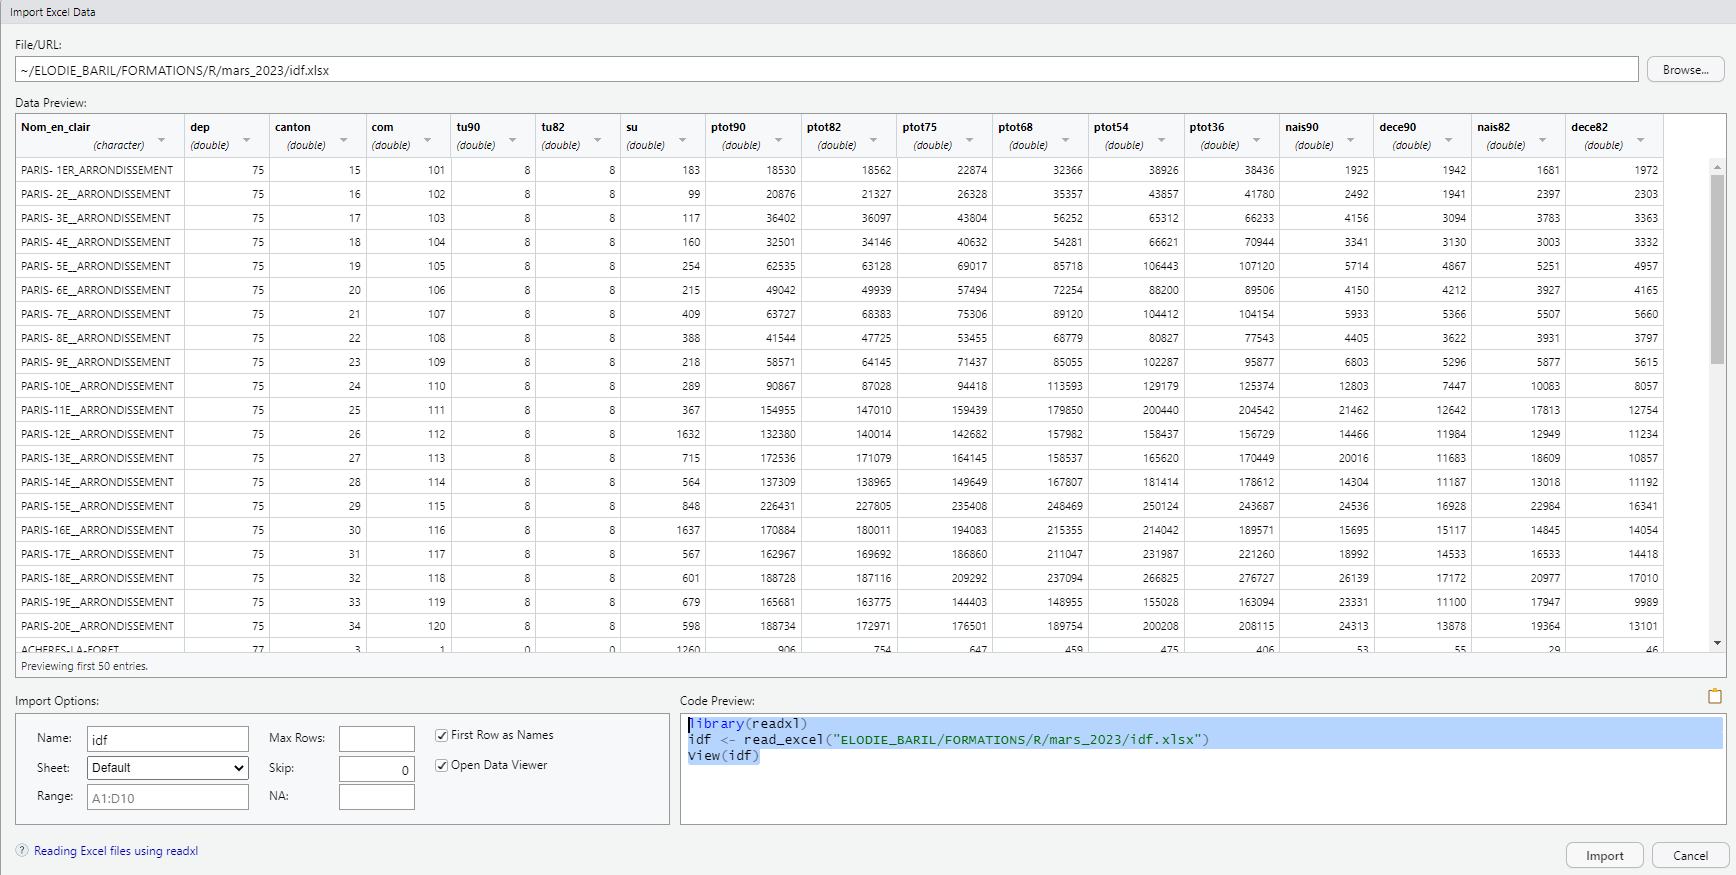 Import Excel Data
File/URL:
~/ELODIE_BARIL/FORMATIONS/R/mars_2023/idf.xlsx
Browse...
Data Preview:
Nom_en_clair dep canton com tu90 tu82 su ptot90 ptot82 ptot75 ptot68 ptot54 ptot36 nais90 dece90 nais82 dece82
(character) (double) (double) (double) (double) (double) (double) (double) (double) (double) (double) (double) (double) (double) (double) (double) (double)
PARIS- 1ER_ARRONDISSEMENT 75 15 101 8 8 183 18530 18562 22874 32366 38926 38436 1925 1942 1681 1972
PARIS- 2E__ARRONDISSEMENT 75 16 102 8 8 99 20876 21327 26328 35357 43857 41780 2492 1941 2397 2303
PARIS- 3E__ARRONDISSEMENT 75 17 103 8 8 117 36402 36097 43804 56252 65312 66233 4156 3094 3783 3363
PARIS- 4E__ARRONDISSEMENT 75 18 104 8 8 160 32501 34146 40632 54281 66621 70944 3341 3130 3003 3332
PARIS- 5E__ARRONDISSEMENT 75 19 105 8 8 254 62535 63128 69017 85718 106443 107120 5714 4867 5251 4957
PARIS- 6E__ARRONDISSEMENT 75 20 106 8 8 215 49042 49939 57494 72254 88200 89506 4150 4212 3927 4165
PARIS- 7E__ARRONDISSEMENT 75 21 107 8 8 409 63727 68383 75306 89120 104412 104154 5933 5366 5507 5660
PARIS- 8E__ARRONDISSEMENT 75 22 108 8 8 388 41544 47725 53455 68779 80827 77543 4405 3622 3931 3797
PARIS- 9E__ARRONDISSEMENT 75 23 109 8 8 218 58571 64145 71437 85055 102287 95877 6803 5296 5877 5615
PARIS-10E__ARRONDISSEMENT 75 24 110 8 8 289 90867 87028 94418 113593 129179 125374 12803 7447 10083 8057
PARIS-11E__ARRONDISSEMENT 75 25 111 8 8 367 154955 147010 159439 179850 200440 204542 21462 12642 17813 12754
PARIS-12E__ARRONDISSEMENT 75 26 112 8 8 1632 132380 140014 142682 157982 158437 156729 14466 11984 12949 11234
PARIS-13E__ARRONDISSEMENT 75 27 113 8 8 715 172536 171079 164145 158537 165620 170449 20016 11683 18609 10857
PARIS-14E__ARRONDISSEMENT 75 28 114 8 8 564 137309 138965 149649 167807 181414 178612 14304 11187 13018 11192
PARIS-15E__ARRONDISSEMENT 75 29 115 8 8 848 226431 227805 235408 248469 250124 243687 24536 16928 22984 16341
PARIS-16E__ARRONDISSEMENT 75 30 116 8 8 1637 170884 180011 194083 215355 214042 189571 15695 15117 14845 14054
PARIS-17E__ARRONDISSEMENT 75 31 117 8 8 567 162967 169692 186860 211047 231987 221260 18992 14533 16533 14418
PARIS-18E__ARRONDISSEMENT 75 32 118 8 8 601 188728 187116 209292 237094 266825 276727 26139 17172 20977 17010
PARIS-19E__ARRONDISSEMENT 75 33 119 8 8 679 165681 163775 144403 148955 155028 163094 23331 11100 17947 9989
PARIS-20E__ARRONDISSEMENT 75 34 120 8 8 598 188734 172971 176501 189754 200208 208115 24313 13878 19364 13101
ACHERES-LA-FORET 77 3 1 0 0 1260 906 754 647 459 475 406 53 55 29 46
Previewing first 50 entries.
Import Options:
Name: idf
Max Rows:
First Row as Names
Sheet: Default
Skip: 0
Open Data Viewer
Range: A1:D10
NA:
Code Preview:
library(readxl)
idf <- read_excel("ELODIE_BARIL/FORMATIONS/R/mars_2023/idf.xlsx")
View(idf)
? Reading Excel files using readxl
Import
Cancel